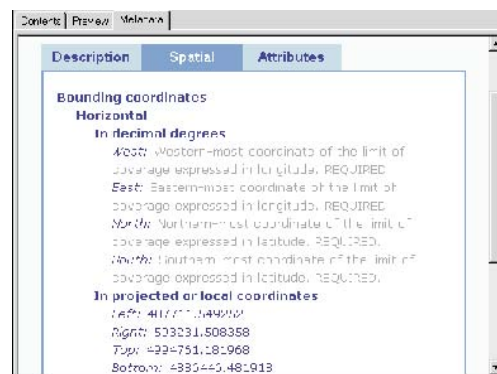 Contents Preview Metadata
Description Spatial Attributes
Bounding coordinates
Horizontal
In decimal degrees
West: Western-most coordinate of the limit of
coverage expressed in longitude. REQUIRED
East: Eastern-most coordinate of the limit of
coverage expressed in longitude. REQUIRED
North: Northern-most coordinate of the limit of
coverage expressed in latitude. REQUIRED.
South: Southern-most coordinate of the limit of
coverage expressed in latitude. REQUIRED.
In projected or local coordinates
Left:
Right: 503231.508358
Top: 4994761.181968
Bottom: